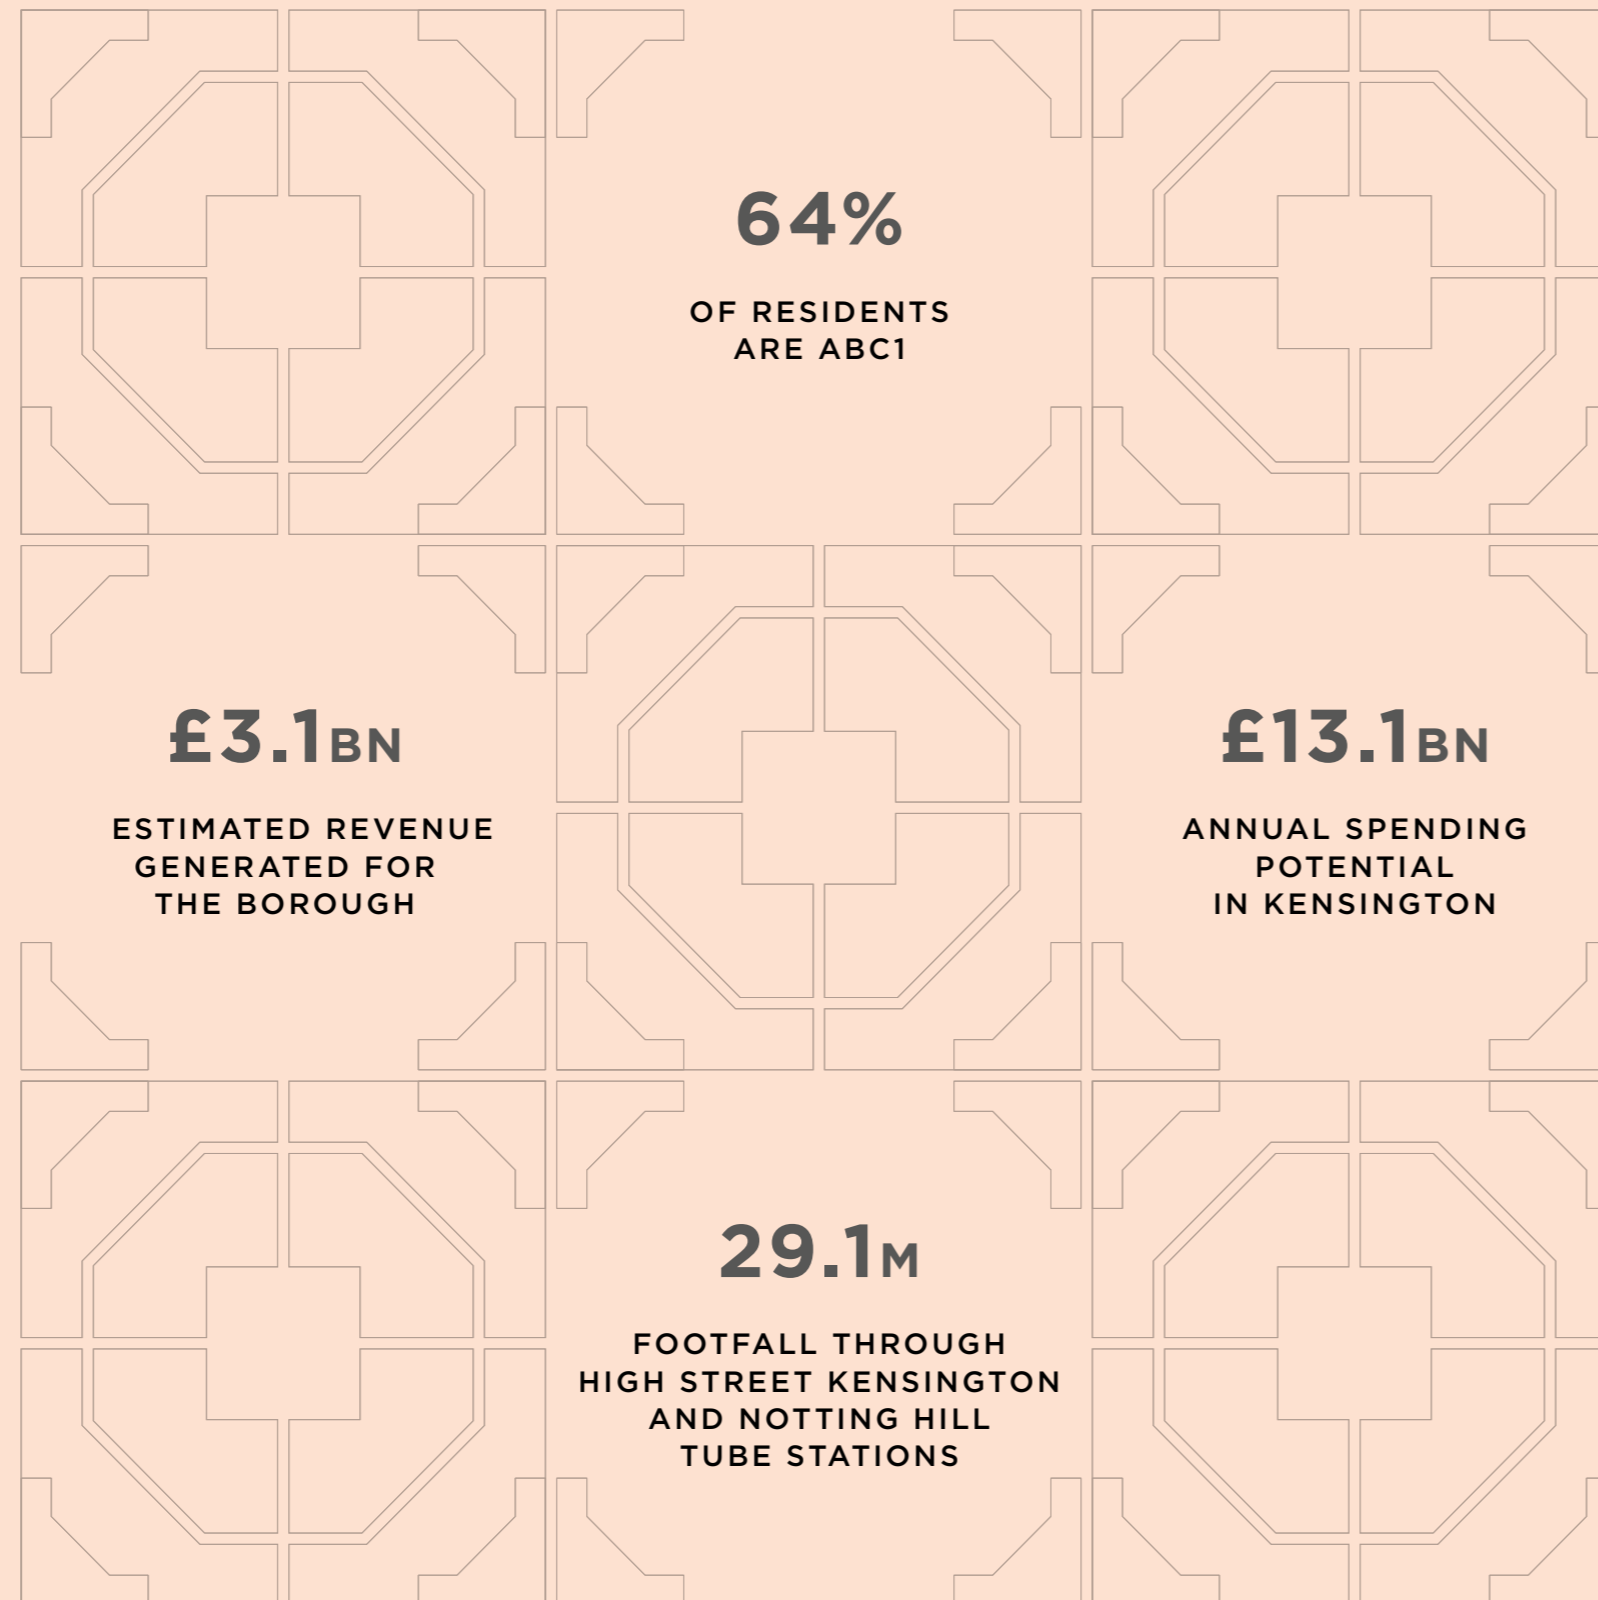 64%
OF RESIDENTS
ARE ABC1
£3.1BN
ESTIMATED REVENUE
GENERATED FOR
THE BOROUGH
£13.1BN
ANNUAL SPENDING
POTENTIAL
IN KENSINGTON
29.1M
FOOTFALL THROUGH
HIGH STREET KENSINGTON
AND NOTTING HILL
TUBE STATIONS